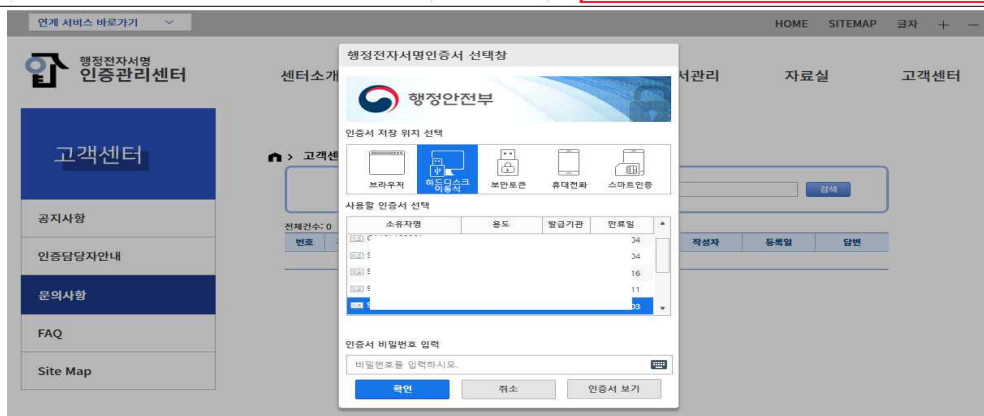 연계 서비스 바로가기
HOME SITEMAP 글자 + −
행정전자서명
인증관리센터
센터소개
서관리
자료실
고객센터
고객센터
공지사항
인증담당자안내
문의사항
FAQ
Site Map
> 고객센
검색
전체건수: 0
번호
작성자 등록일 답변
행정전자서명인증서 선택창
행정안전부
인증서 저장 위치 선택
브라우저
하드디스크
이동식
보안토큰
휴대전화
스마트인증
사용할 인증서 선택
소유자명 용도 발급기관 만료일
04
04
16
11
03
인증서 비밀번호 입력
비밀번호를 입력하시오.
확인 취소 인증서 보기